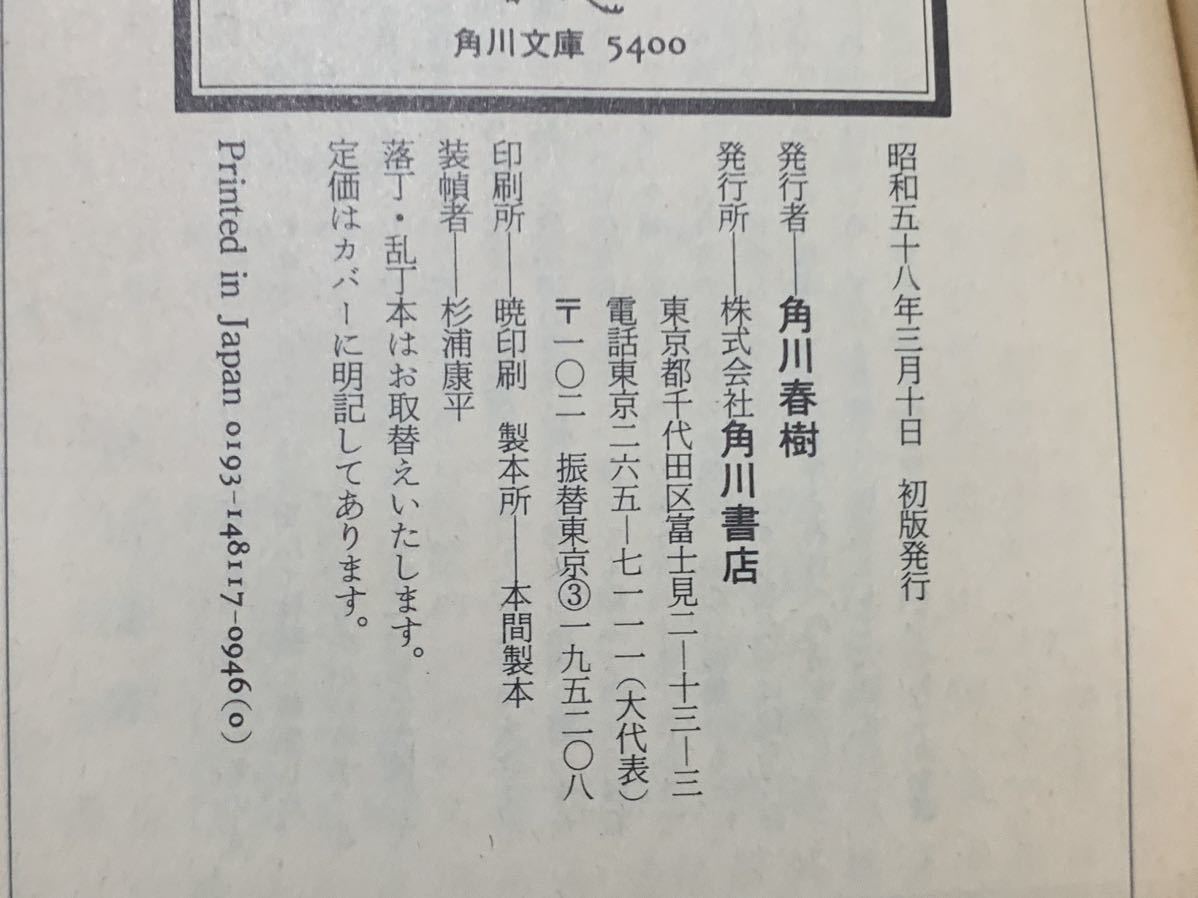 角川文庫 5400
昭和五十八年三月十日 初版発行
発行者――角川春樹
発行所――株式会社角川書店
東京都千代田区富士見二―十三―三
電話東京二六五―七一一一(大代表)
〒一〇二 振替東京③一九五二〇八
印刷所――暁印刷 製本所――本間製本
装幀者――杉浦康平
落丁・乱丁本はお取替えいたします。
定価はカバーに明記してあります。
Printed in Japan 0193-148117-0946(0)